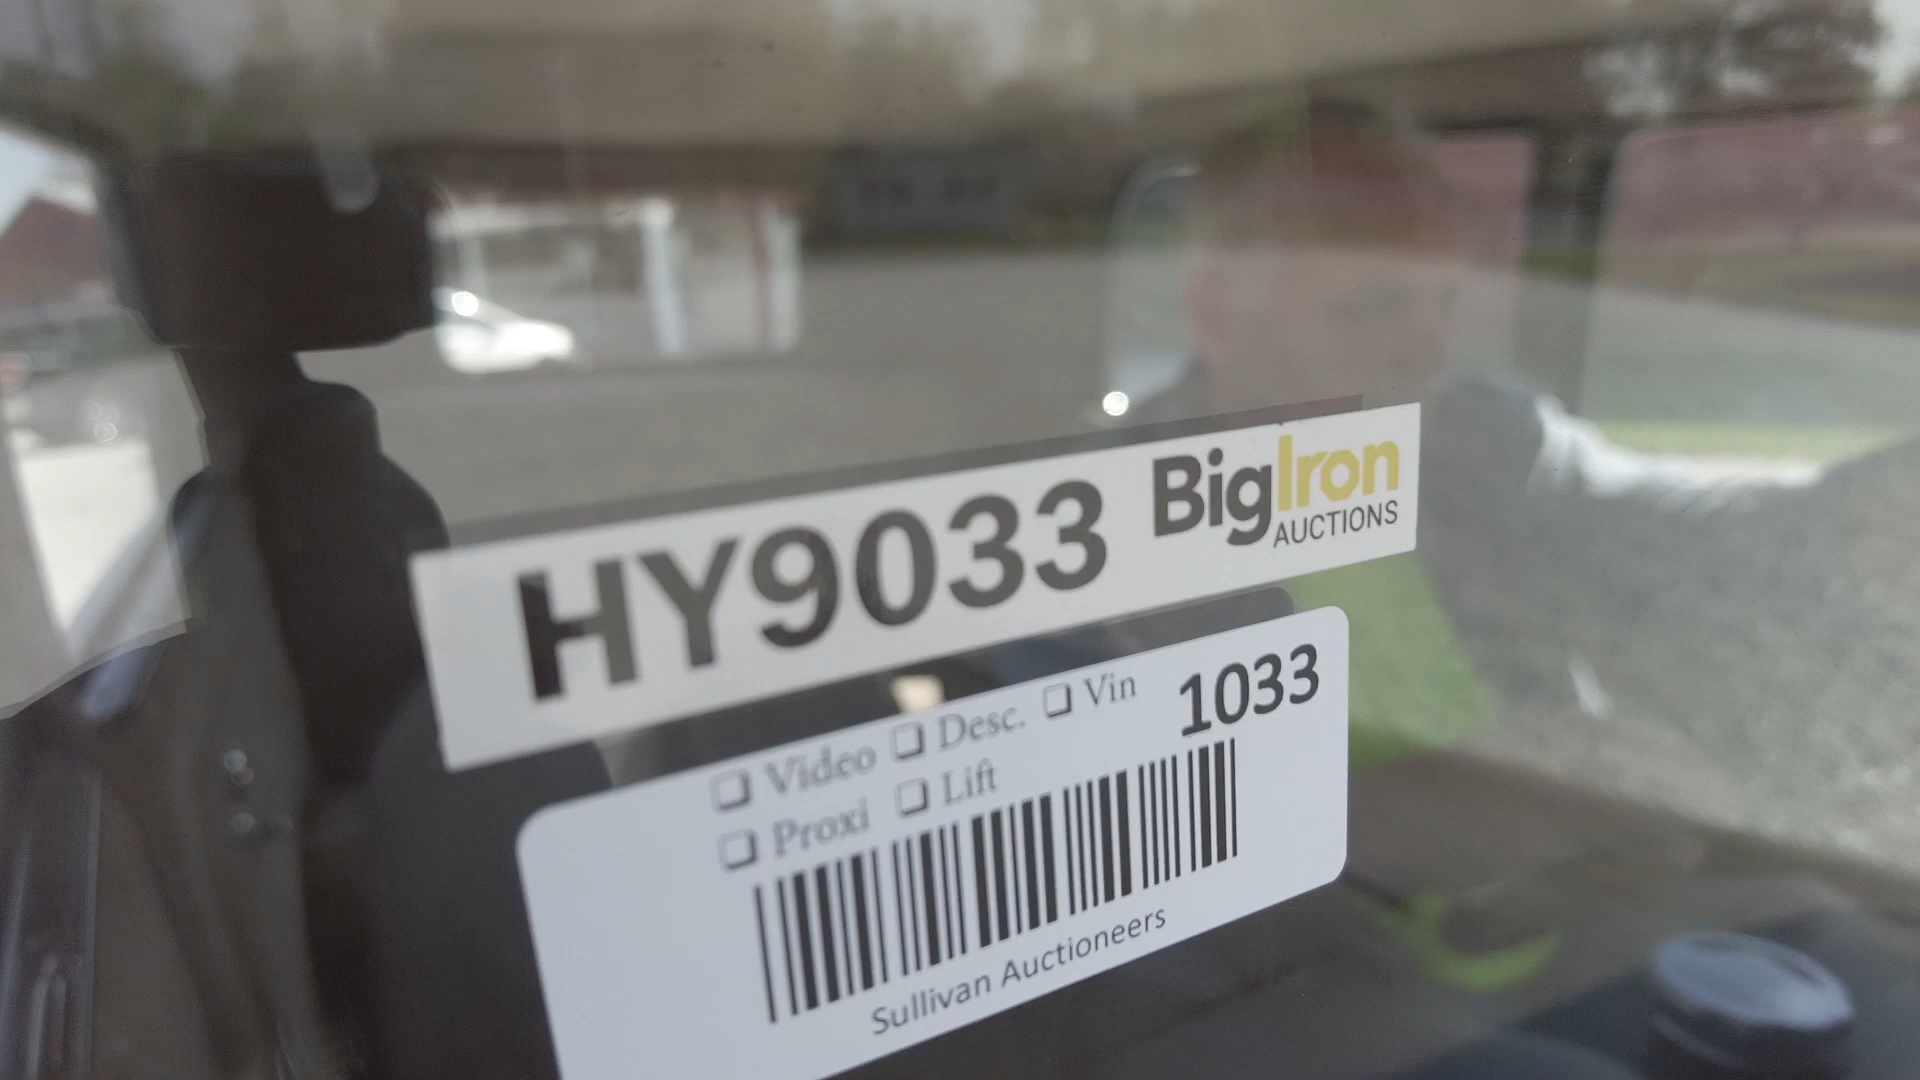 HY9033 BigIron
AUCTIONS
❏ Video ❏ Desc. ❏ Vin 1033
❏ Proxi ❏ Lift
Sullivan Auctioneers